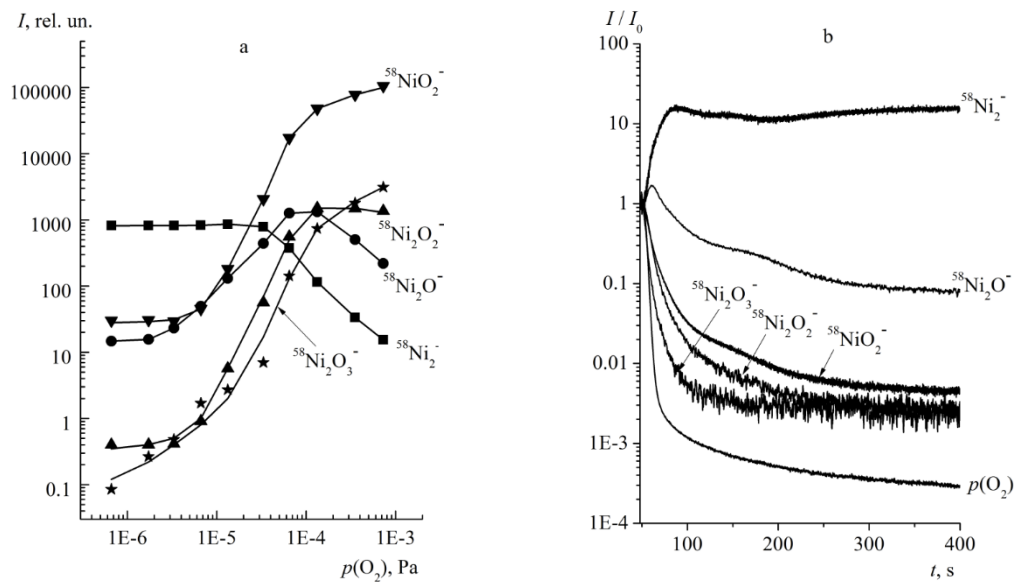 I, rel. un.
a
100000
10000
1000
100
10
1
0.1
⁵⁸NiO₂⁻
⁵⁸Ni₂O₂⁻
⁵⁸Ni₂O⁻
⁵⁸Ni₂⁻
⁵⁸Ni₂O₃⁻
1E-6 1E-5 1E-4 1E-3
p(O₂), Pa
I / I₀
b
100
10
1
0.1
0.01
1E-3
1E-4
⁵⁸Ni₂⁻
⁵⁸Ni₂O⁻
⁵⁸Ni₂O₃⁻
⁵⁸Ni₂O₂⁻
⁵⁸NiO₂⁻
p(O₂)
100 200 300 400
t, s